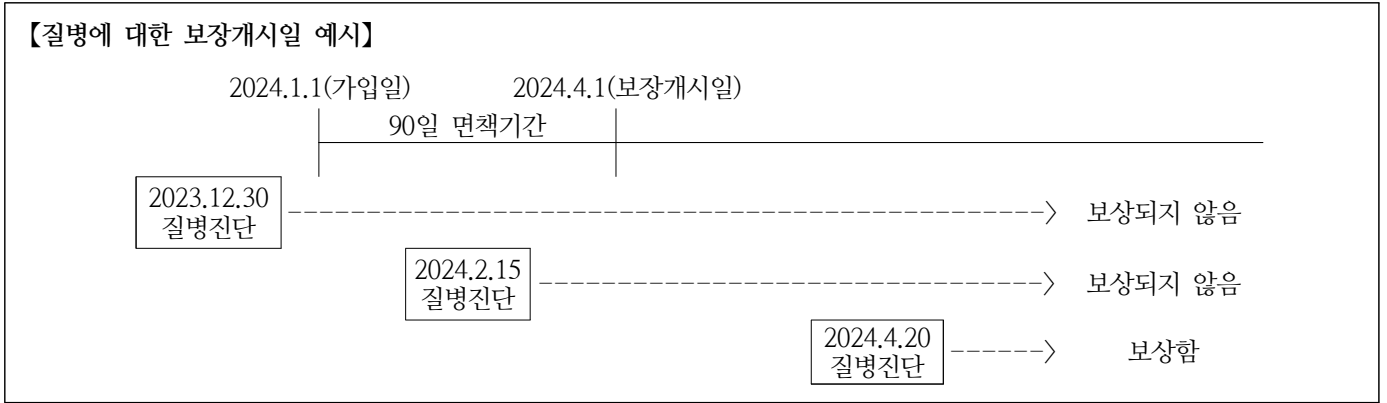 【질병에 대한 보장개시일 예시】
2024.1.1(가입일) 2024.4.1(보장개시일)
90일 면책기간
2023.12.30
질병진단
보상되지 않음
2024.2.15
질병진단
보상되지 않음
2024.4.20
질병진단
보상함